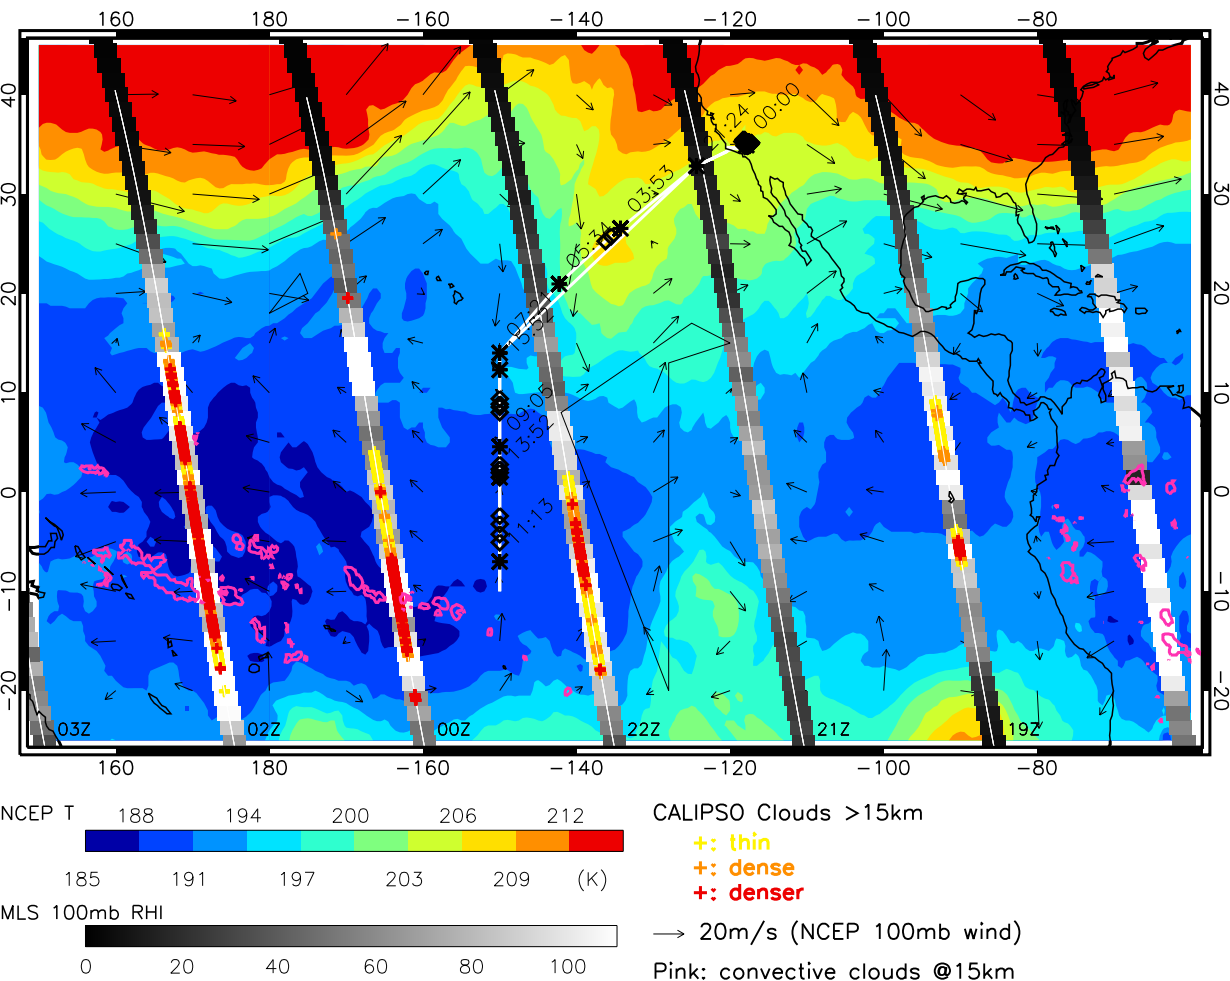 160 180 −160 −140 −120 −100 −80
40 40
30 30
20 20
10 10
0 0
−10 −10
−20 −20
:24
00:00
03:53
05:3
13:32
09:05
13:52
11:13
03Z 02Z 00Z 22Z 21Z 19Z
160 180 −160 −140 −120 −100 −80
NCEP T 188 194 200 206 212
185 191 197 203 209 (K)
MLS 100mb RHI
0 20 40 60 80 100
CALIPSO Clouds >15km
+: thin
+: dense
+: denser
20m/s (NCEP 100mb wind)
Pink: convective clouds @15km